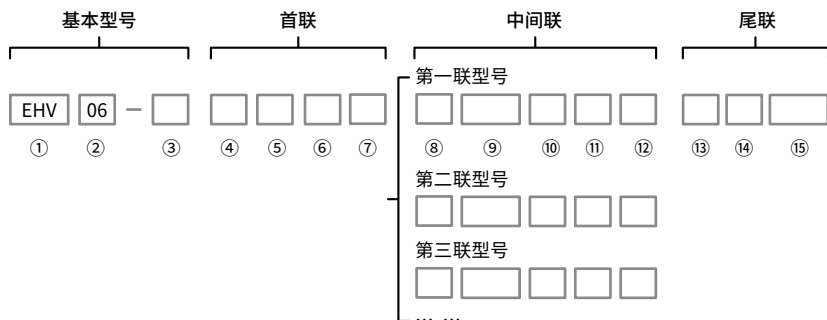 基本型号 首联 中间联 尾联
第一联型号
EHV 06 –
① ② ③ ④ ⑤ ⑥ ⑦ ⑧ ⑨ ⑩ ⑪ ⑫ ⑬ ⑭ ⑮
第二联型号
第三联型号